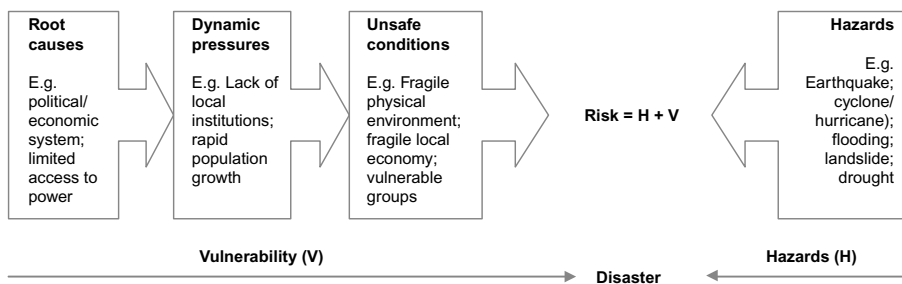 Root
causes
E.g.
political/
economic
system;
limited
access to
power
Dynamic
pressures
E.g. Lack of
local
institutions;
rapid
population
growth
Unsafe
conditions
E.g. Fragile
physical
environment;
fragile local
economy;
vulnerable
groups
Risk = H + V
Hazards
E.g.
Earthquake;
cyclone/
hurricane);
flooding;
landslide;
drought
Vulnerability (V)
Disaster
Hazards (H)